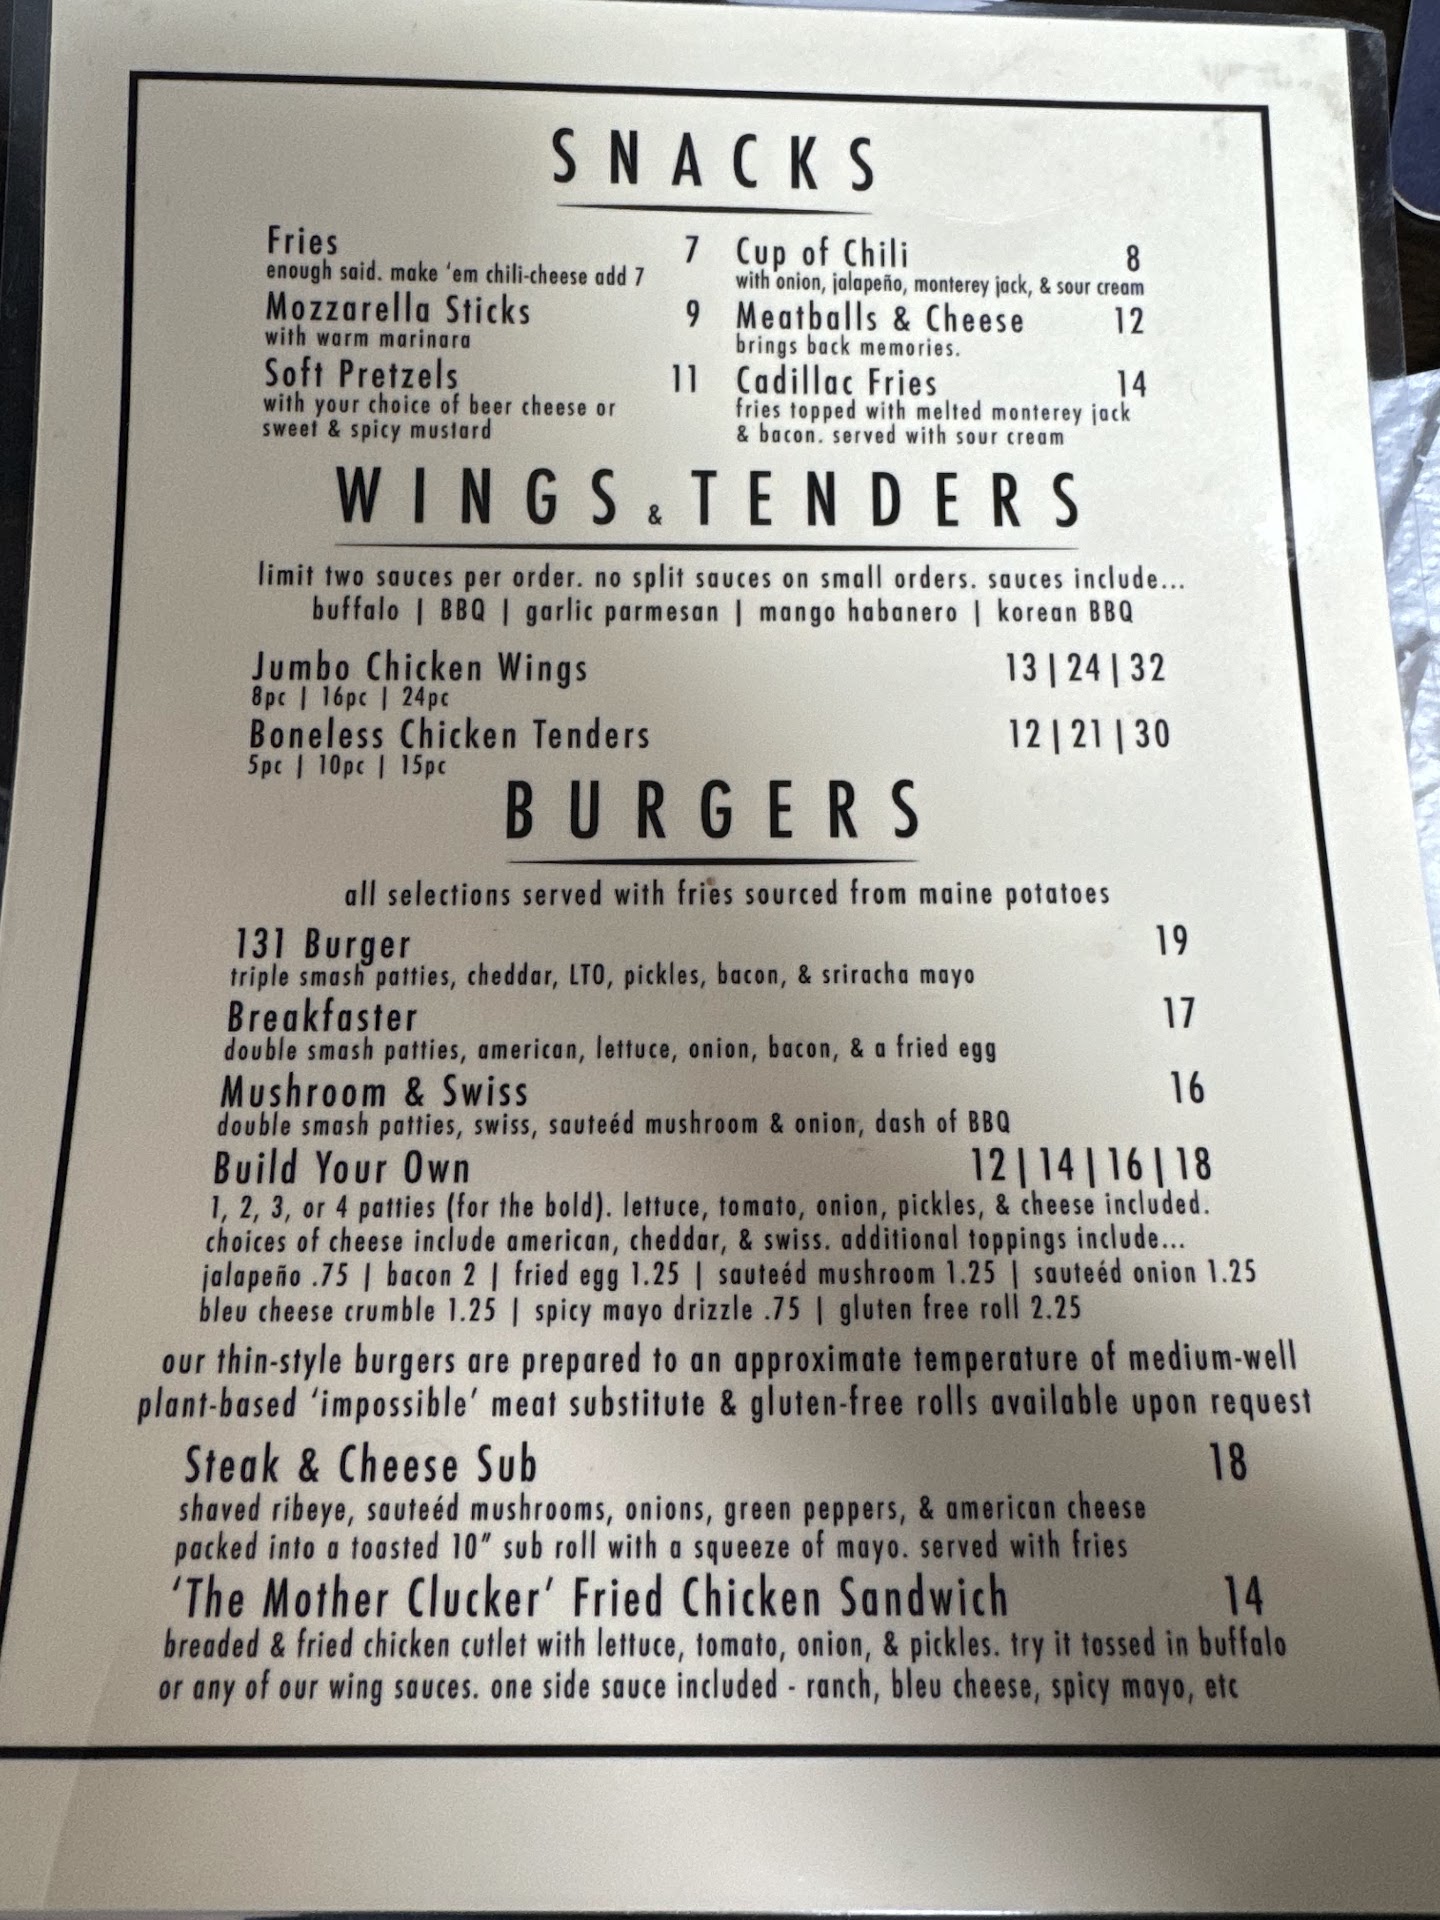 SNACKS
Fries 7
enough said. make 'em chili-cheese add 7
Mozzarella Sticks 9
with warm marinara
Soft Pretzels 11
with your choice of beer cheese or
sweet & spicy mustard
Cup of Chili 8
with onion, jalapeño, monterey jack, & sour cream
Meatballs & Cheese 12
brings back memories.
Cadillac Fries 14
fries topped with melted monterey jack
& bacon. served with sour cream
WINGS & TENDERS
limit two sauces per order. no split sauces on small orders. sauces include...
buffalo | BBQ | garlic parmesan | mango habanero | korean BBQ
Jumbo Chicken Wings 13 | 24 | 32
8pc | 16pc | 24pc
Boneless Chicken Tenders 12 | 21 | 30
5pc | 10pc | 15pc
BURGERS
all selections served with fries sourced from maine potatoes
131 Burger 19
triple smash patties, cheddar, LTO, pickles, bacon, & sriracha mayo
Breakfaster 17
double smash patties, american, lettuce, onion, bacon, & a fried egg
Mushroom & Swiss 16
double smash patties, swiss, sauteéd mushroom & onion, dash of BBQ
Build Your Own 12 | 14 | 16 | 18
1, 2, 3, or 4 patties (for the bold). lettuce, tomato, onion, pickles, & cheese included.
choices of cheese include american, cheddar, & swiss. additional toppings include...
jalapeño .75 | bacon 2 | fried egg 1.25 | sauteéd mushroom 1.25 | sauteéd onion 1.25
bleu cheese crumble 1.25 | spicy mayo drizzle .75 | gluten free roll 2.25
our thin-style burgers are prepared to an approximate temperature of medium-well
plant-based 'impossible' meat substitute & gluten-free rolls available upon request
Steak & Cheese Sub 18
shaved ribeye, sauteéd mushrooms, onions, green peppers, & american cheese
packed into a toasted 10" sub roll with a squeeze of mayo. served with fries
'The Mother Clucker' Fried Chicken Sandwich 14
breaded & fried chicken cutlet with lettuce, tomato, onion, & pickles. try it tossed in buffalo
or any of our wing sauces. one side sauce included - ranch, bleu cheese, spicy mayo, etc